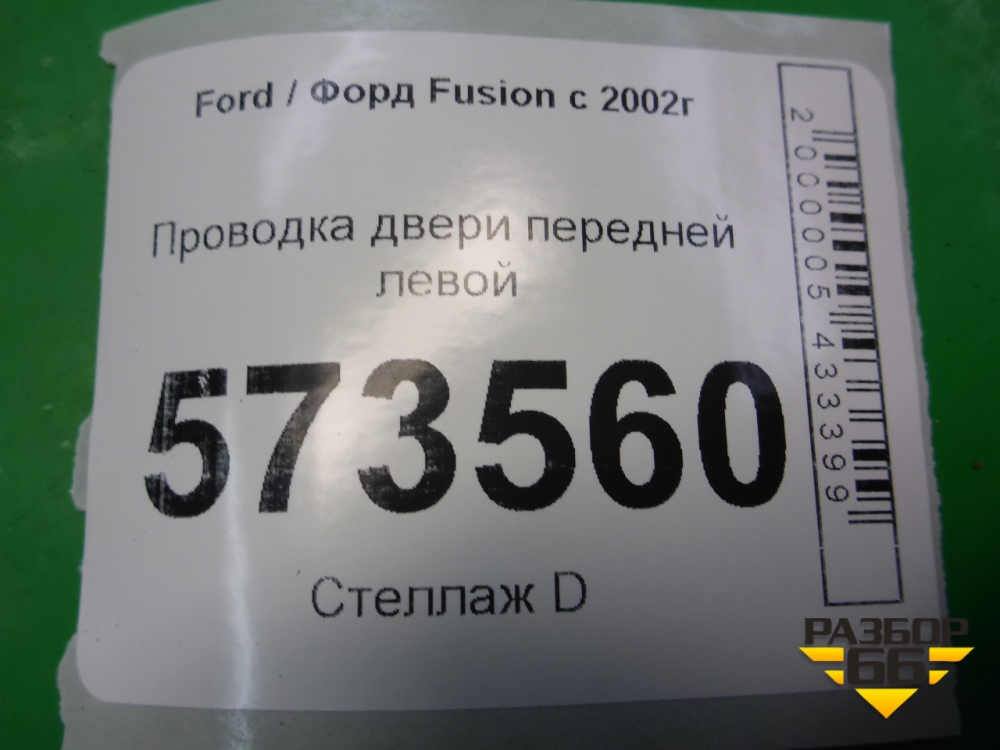 Ford / Форд Fusion с 2002г
Проводка двери передней
левой
573560
Стеллаж D
2000005433399
РАЗБОР
66